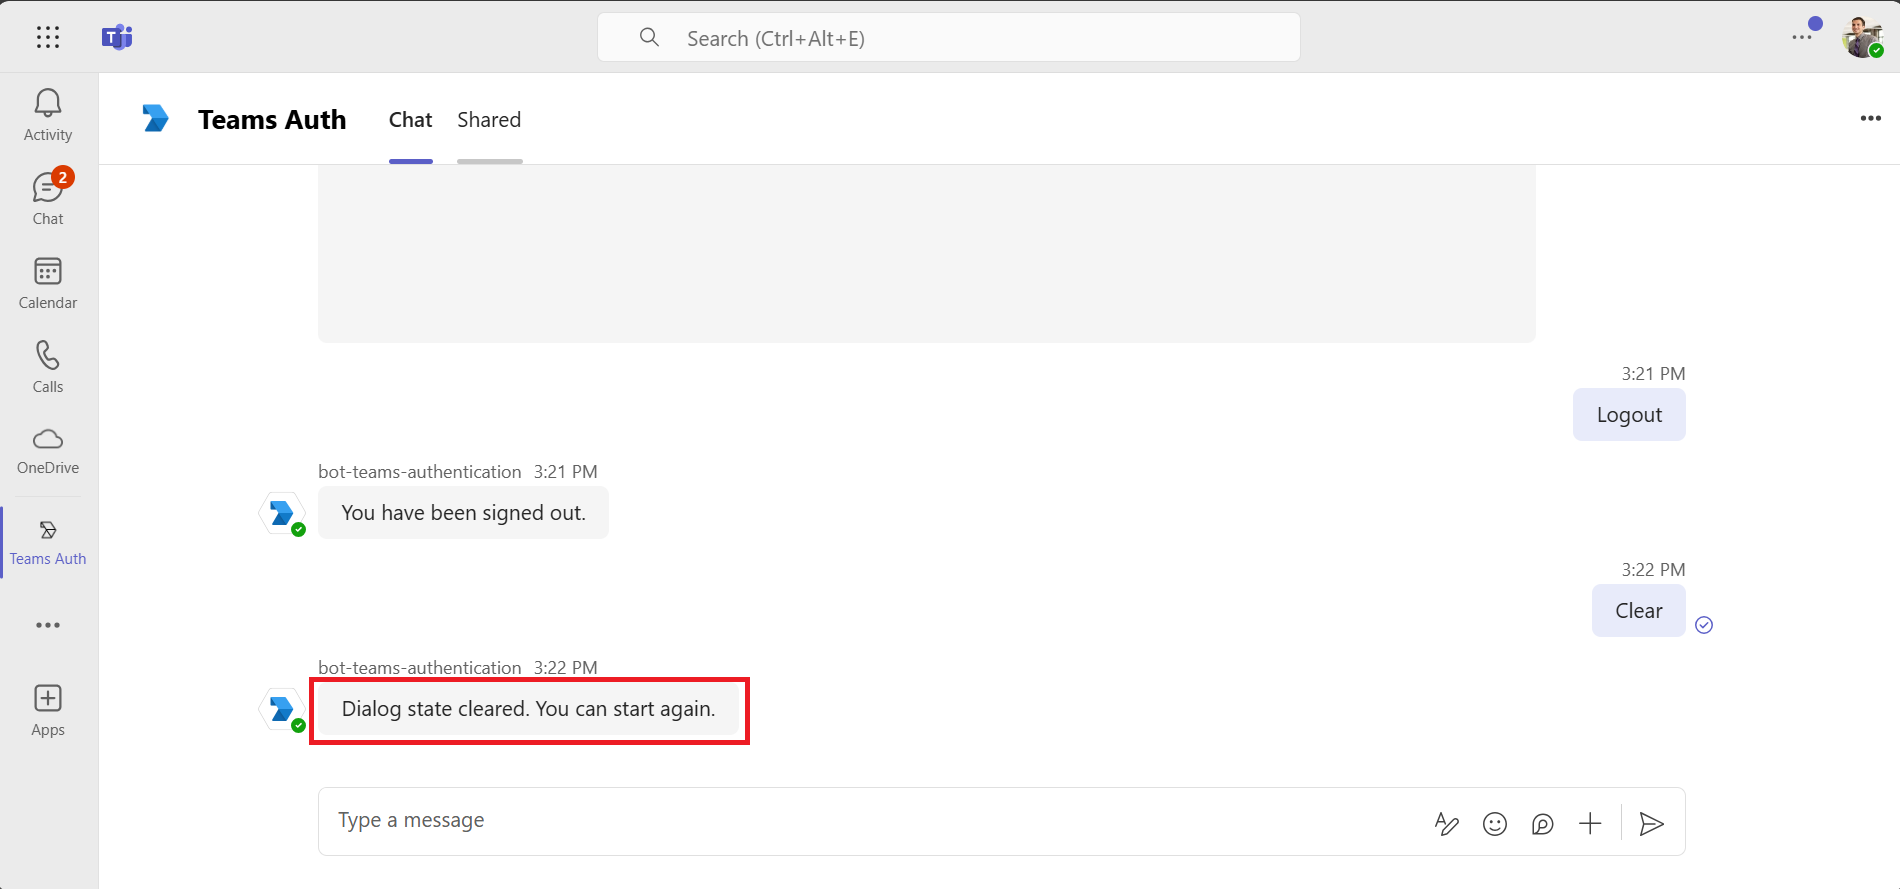 Search (Ctrl+Alt+E)
Activity
2
Chat
Calendar
Calls
OneDrive
Teams Auth
Apps
Teams Auth
Chat
Shared
3:21 PM
Logout
bot-teams-authentication 3:21 PM
You have been signed out.
3:22 PM
Clear
bot-teams-authentication 3:22 PM
Dialog state cleared. You can start again.
Type a message